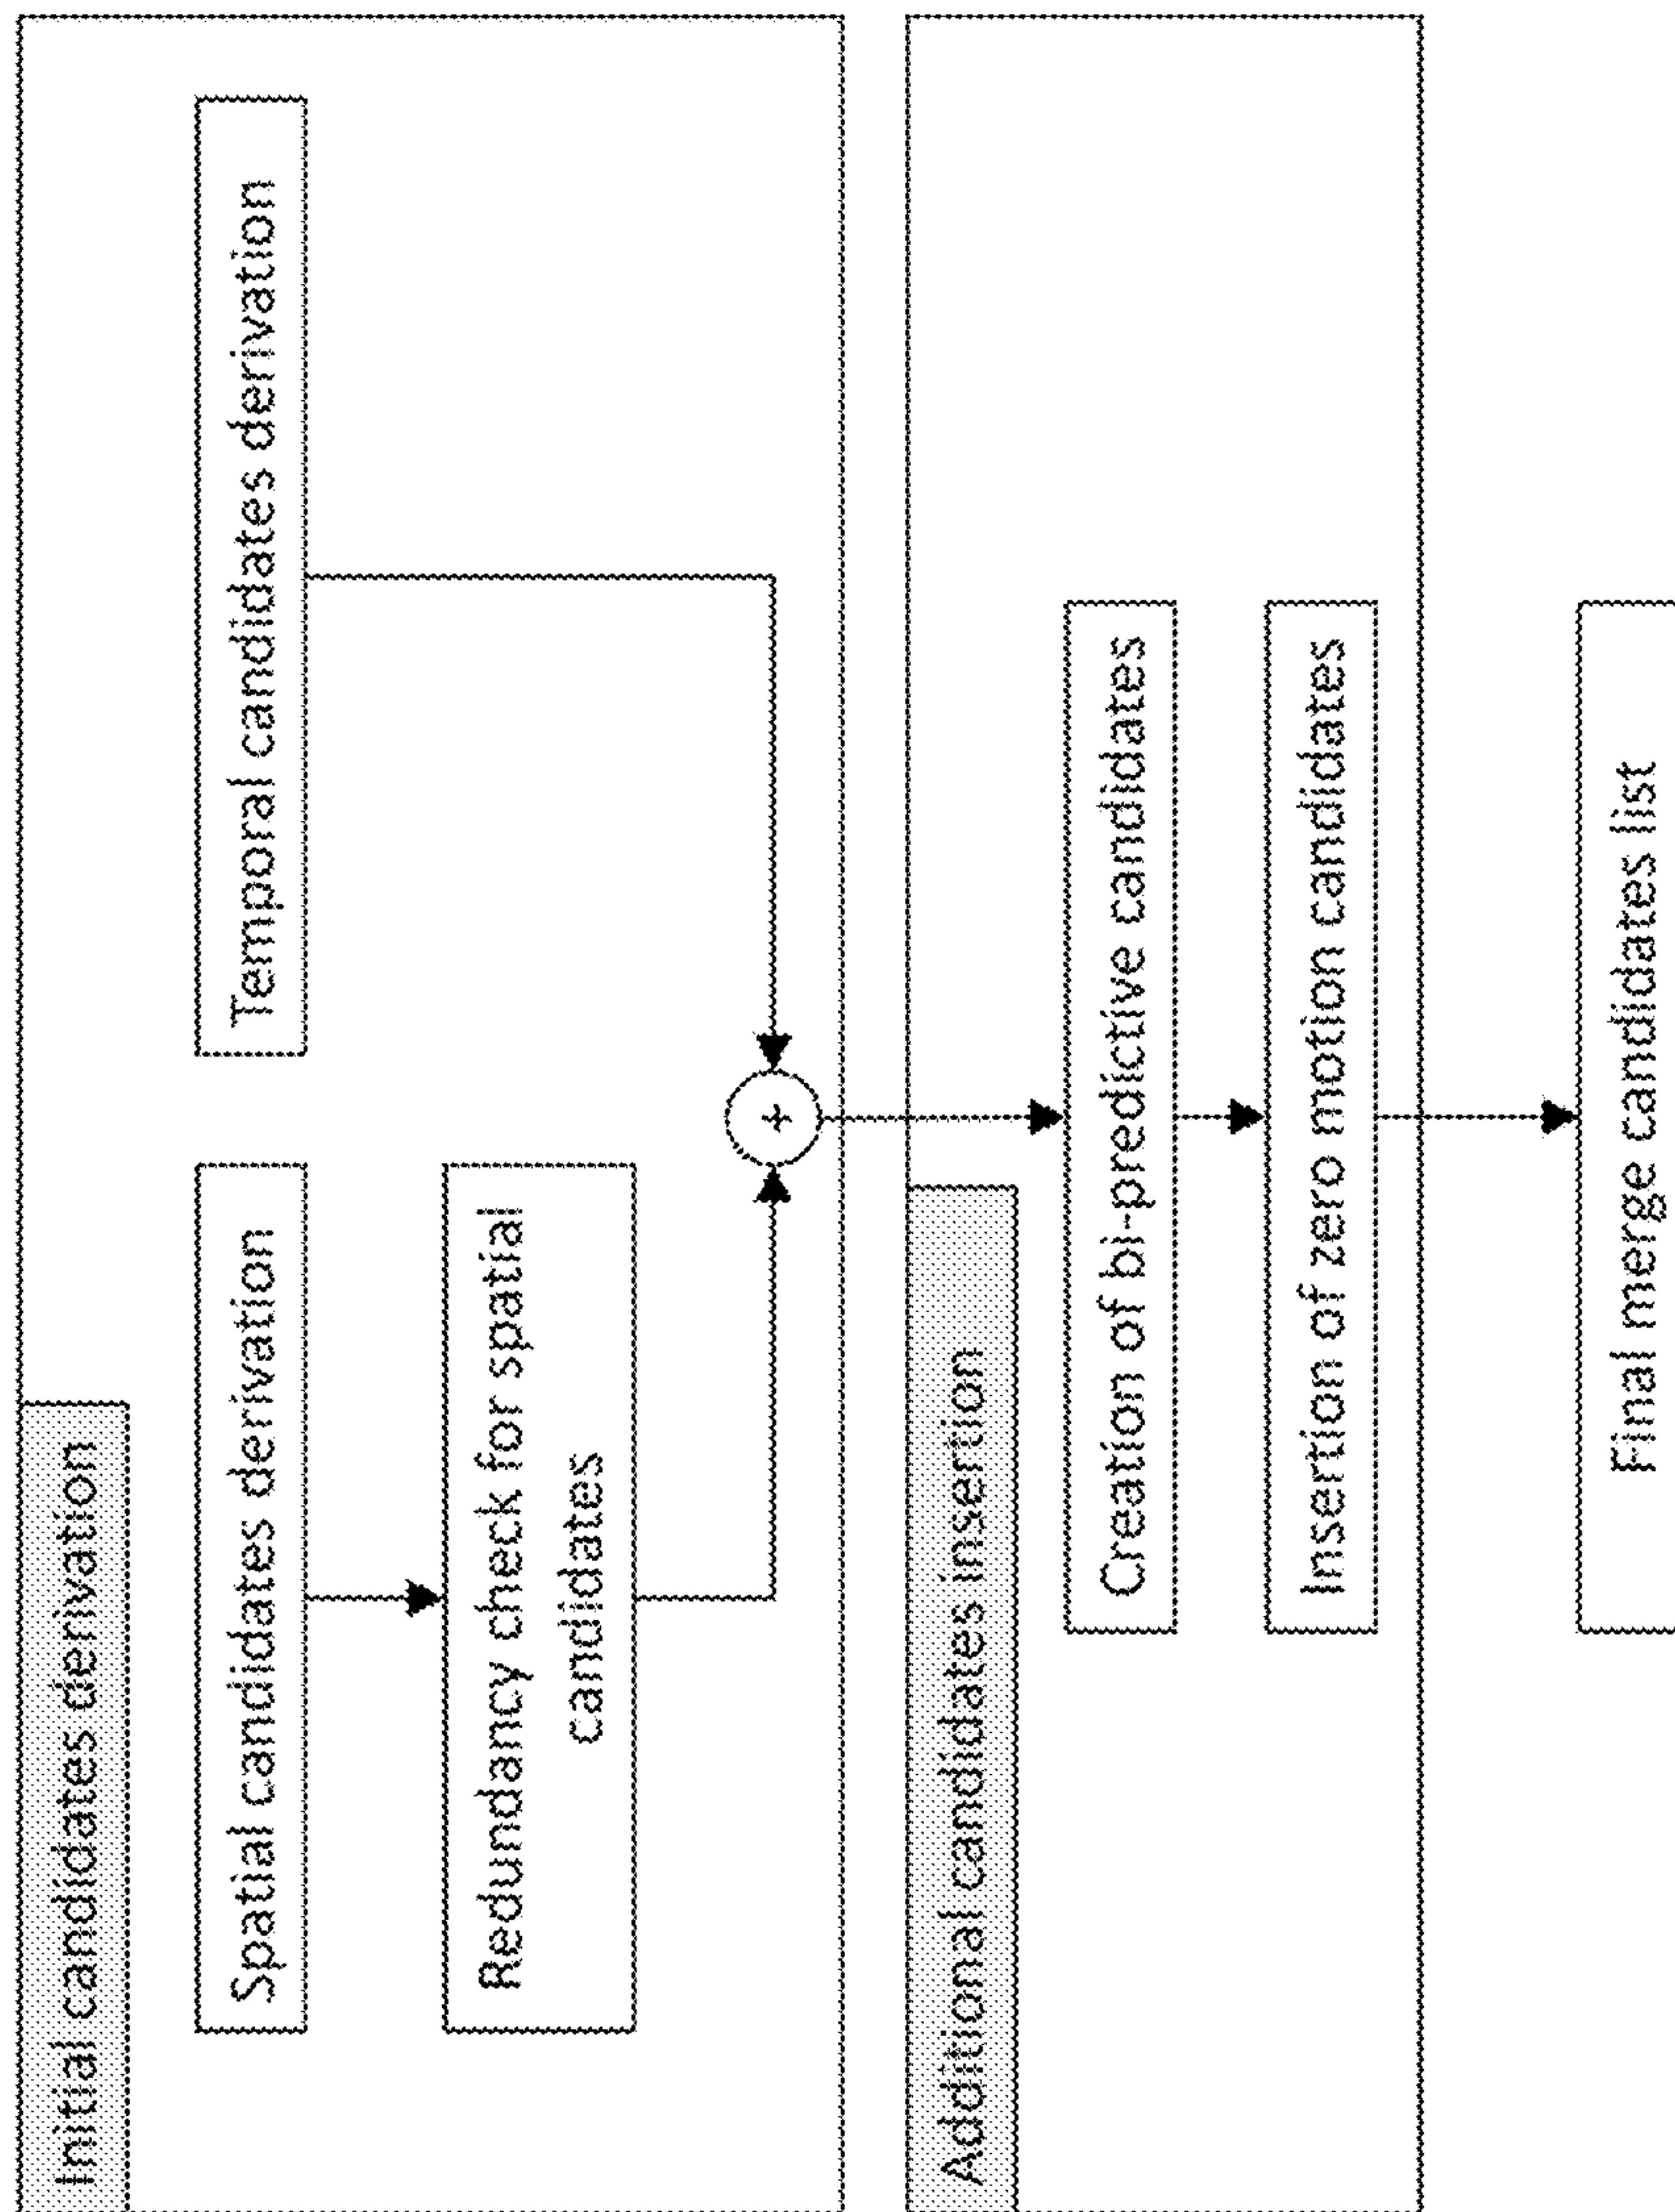 Initial candidates derivation
Spatial candidates derivation
Temporal candidates derivation
Redundancy check for spatial
candidates
+
Additional candidates insertion
Creation of bi-predictive candidates
Insertion of zero motion candidates
Final merge candidates list